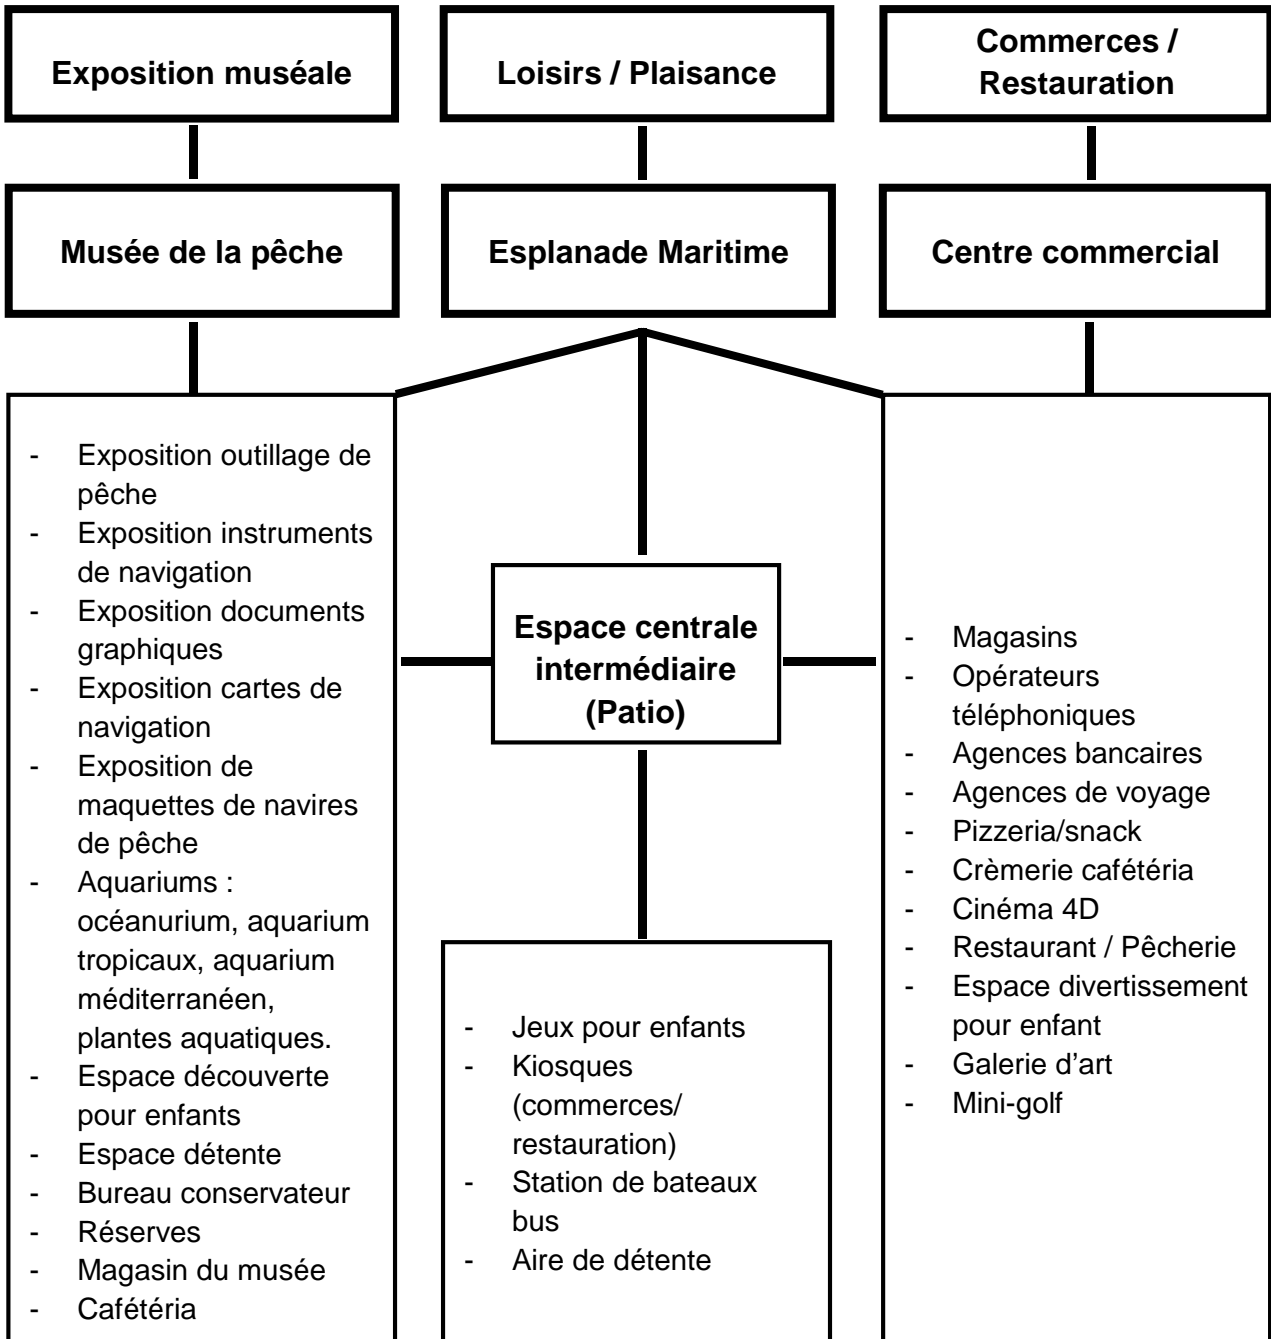 Exposition muséale
Loisirs / Plaisance
Commerces /
Restauration
Musée de la pêche
Esplanade Maritime
Centre commercial
- Exposition outillage de
pêche
- Exposition instruments
de navigation
- Exposition documents
graphiques
- Exposition cartes de
navigation
- Exposition de
maquettes de navires
de pêche
- Aquariums :
océanurium, aquarium
tropicaux, aquarium
méditerranéen,
plantes aquatiques.
- Espace découverte
pour enfants
- Espace détente
- Bureau conservateur
- Réserves
- Magasin du musée
- Cafétéria
Espace centrale
intermédiaire
(Patio)
- Jeux pour enfants
- Kiosques
(commerces/
restauration)
- Station de bateaux
bus
- Aire de détente
- Magasins
- Opérateurs
téléphoniques
- Agences bancaires
- Agences de voyage
- Pizzeria/snack
- Crèmerie cafétéria
- Cinéma 4D
- Restaurant / Pêcherie
- Espace divertissement
pour enfant
- Galerie d’art
- Mini-golf